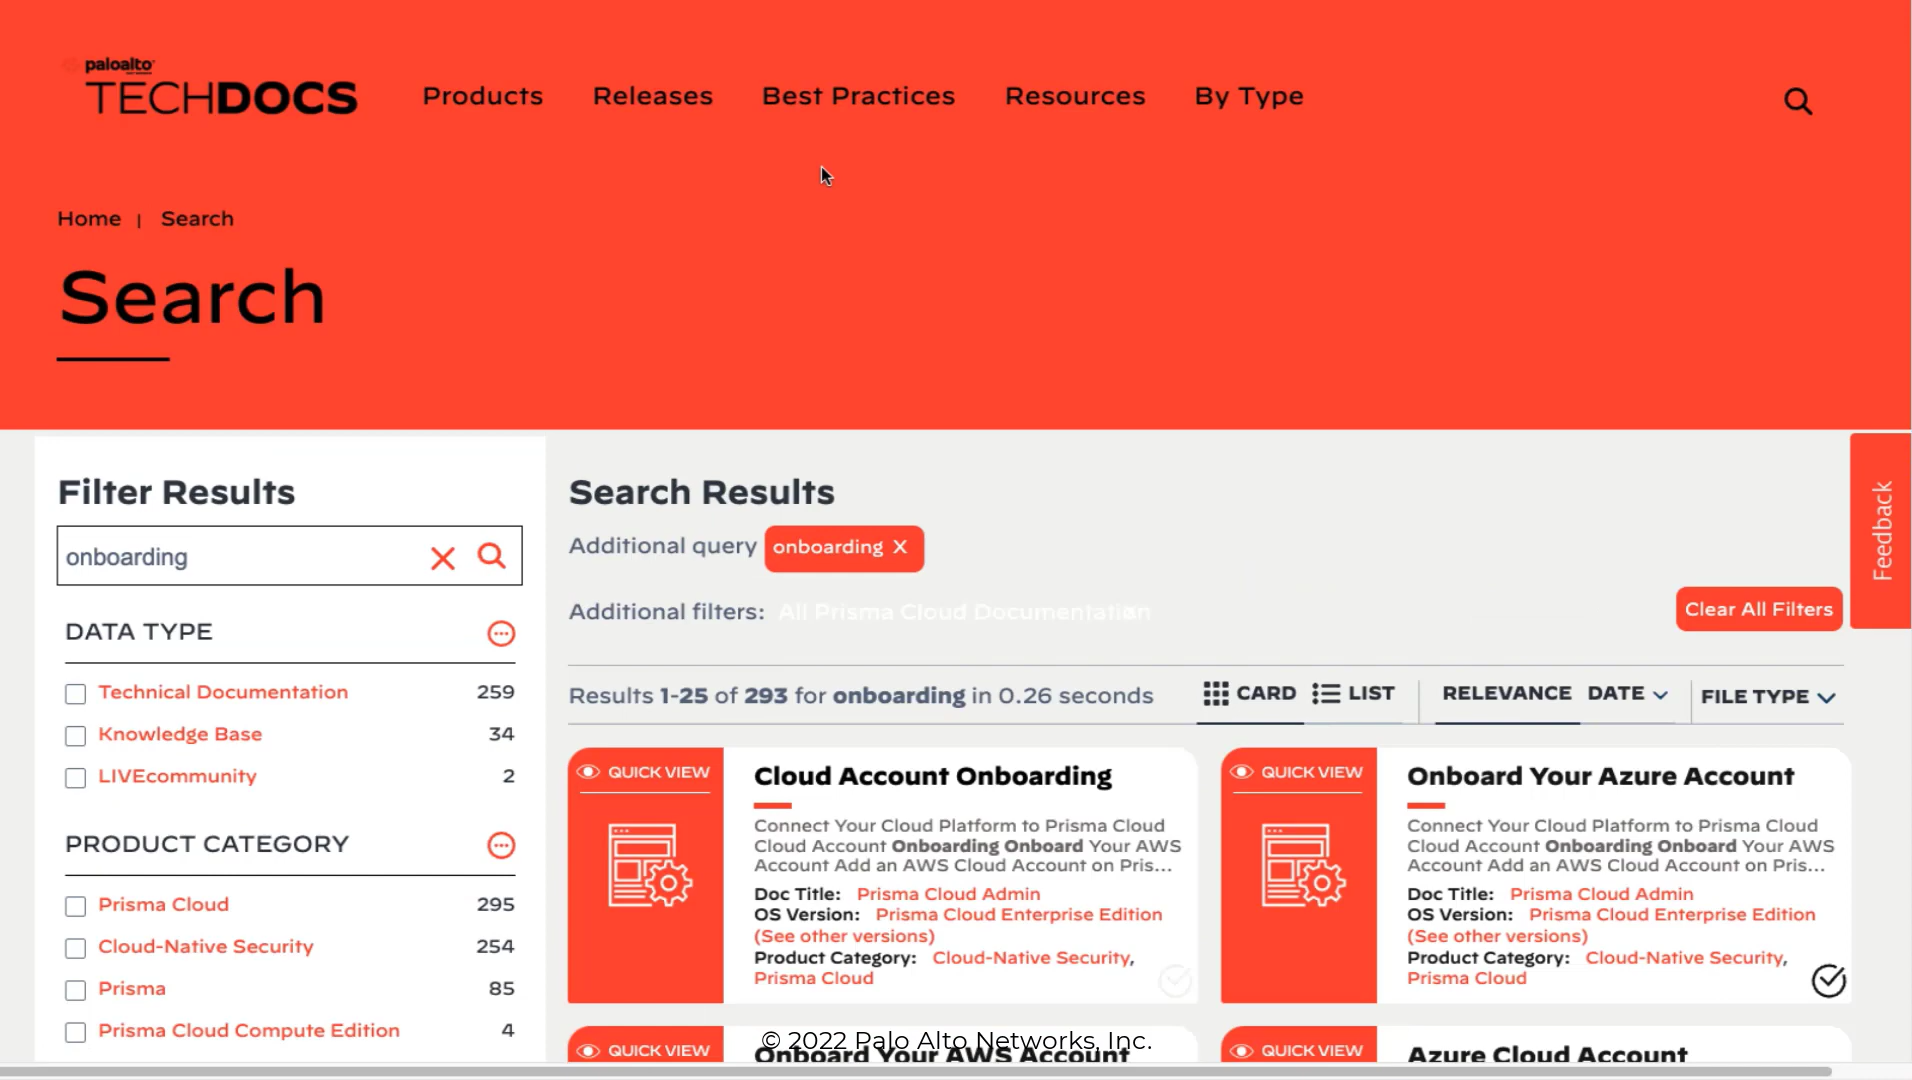 paloalto
TECHDOCS
Products
Releases
Best Practices
Resources
By Type
Home | Search
Search
Filter Results
onboarding
DATA TYPE
Technical Documentation 259
Knowledge Base 34
LIVEcommunity 2
PRODUCT CATEGORY
Prisma Cloud 295
Cloud-Native Security 254
Prisma 85
Prisma Cloud Compute Edition 4
Search Results
Additional query onboarding X
Additional filters: All Prisma Cloud Documentation
Clear All Filters
Feedback
Results 1-25 of 293 for onboarding in 0.26 seconds
CARD
LIST
RELEVANCE
DATE
FILE TYPE
QUICK VIEW
Cloud Account Onboarding
Connect Your Cloud Platform to Prisma Cloud
Cloud Account Onboarding Onboard Your AWS
Account Add an AWS Cloud Account on Pris...
Doc Title: Prisma Cloud Admin
OS Version: Prisma Cloud Enterprise Edition
(See other versions)
Product Category: Cloud-Native Security,
Prisma Cloud
QUICK VIEW
Onboard Your Azure Account
Connect Your Cloud Platform to Prisma Cloud
Cloud Account Onboarding Onboard Your AWS
Account Add an AWS Cloud Account on Pris...
Doc Title: Prisma Cloud Admin
OS Version: Prisma Cloud Enterprise Edition
(See other versions)
Product Category: Cloud-Native Security,
Prisma Cloud
QUICK VIEW
Onboard Your AWS Account
QUICK VIEW
Azure Cloud Account
© 2022 Palo Alto Networks, Inc.